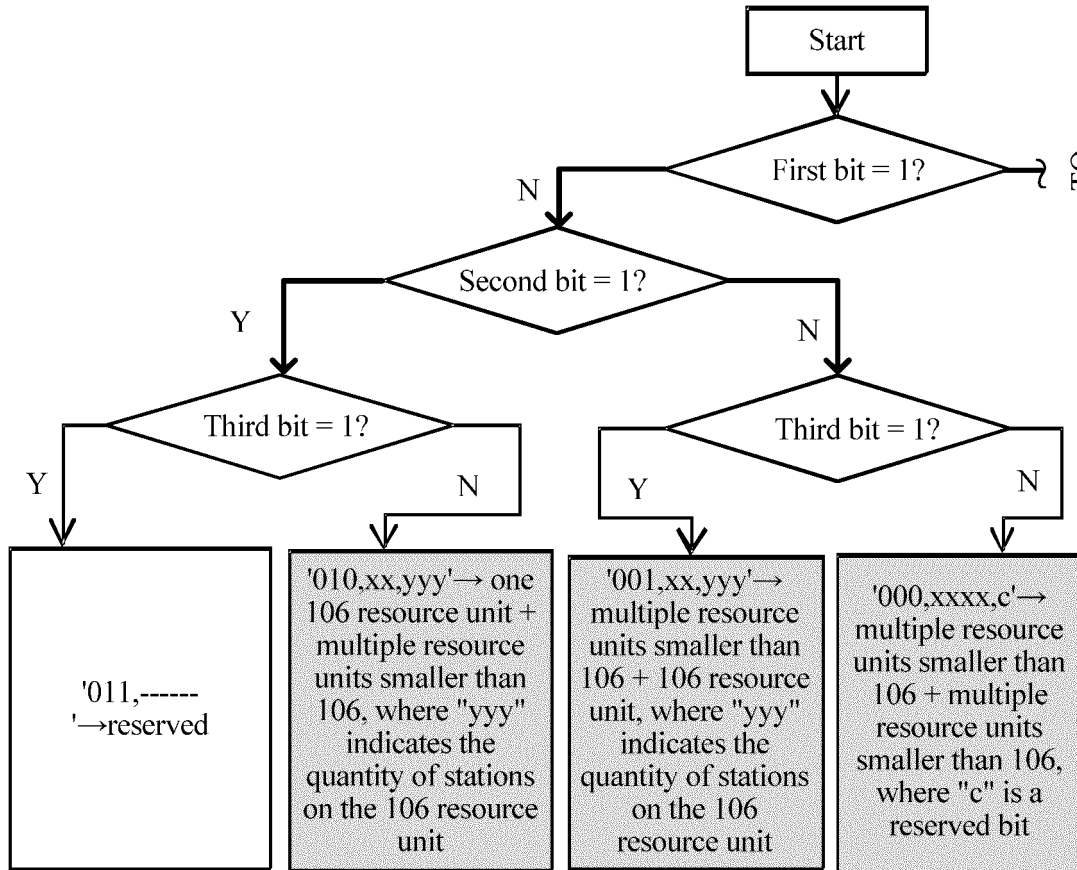 Start
First bit = 1?
TO
N
Second bit = 1?
Y
N
Third bit = 1?
Third bit = 1?
Y
N
Y
N
'011,------
'→reserved
'010,xx,yyy'→ one
106 resource unit +
multiple resource
units smaller than
106, where "yyy"
indicates the
quantity of stations
on the 106 resource
unit
'001,xx,yyy'→
multiple resource
units smaller than
106 + 106 resource
unit, where "yyy"
indicates the
quantity of stations
on the 106
resource unit
'000,xxxx,c'→
multiple resource
units smaller than
106 + multiple
resource units
smaller than 106,
where "c" is a
reserved bit